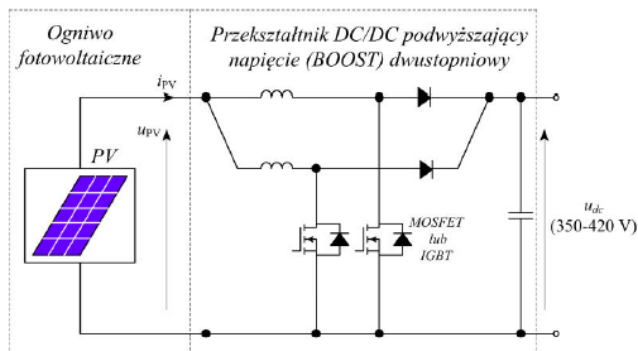 Ogniwo
fotowoltaiczne
Przekształtnik DC/DC podwyższający
napięcie (BOOST) dwustopniowy
iPV
uPV
PV
MOSFET
lub
IGBT
udc
(350-420 V)